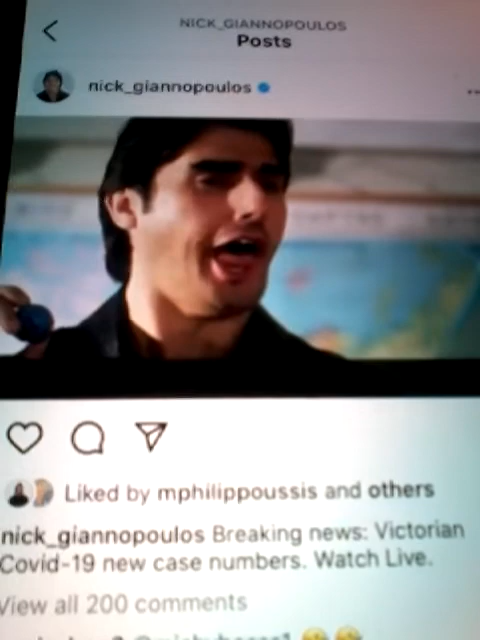 NICK_GIANNOPOULOS
Posts
nick_giannopoulos
Liked by mphilippoussis and others
nick_giannopoulos Breaking news: Victorian
Covid-19 new case numbers. Watch Live.
View all 200 comments